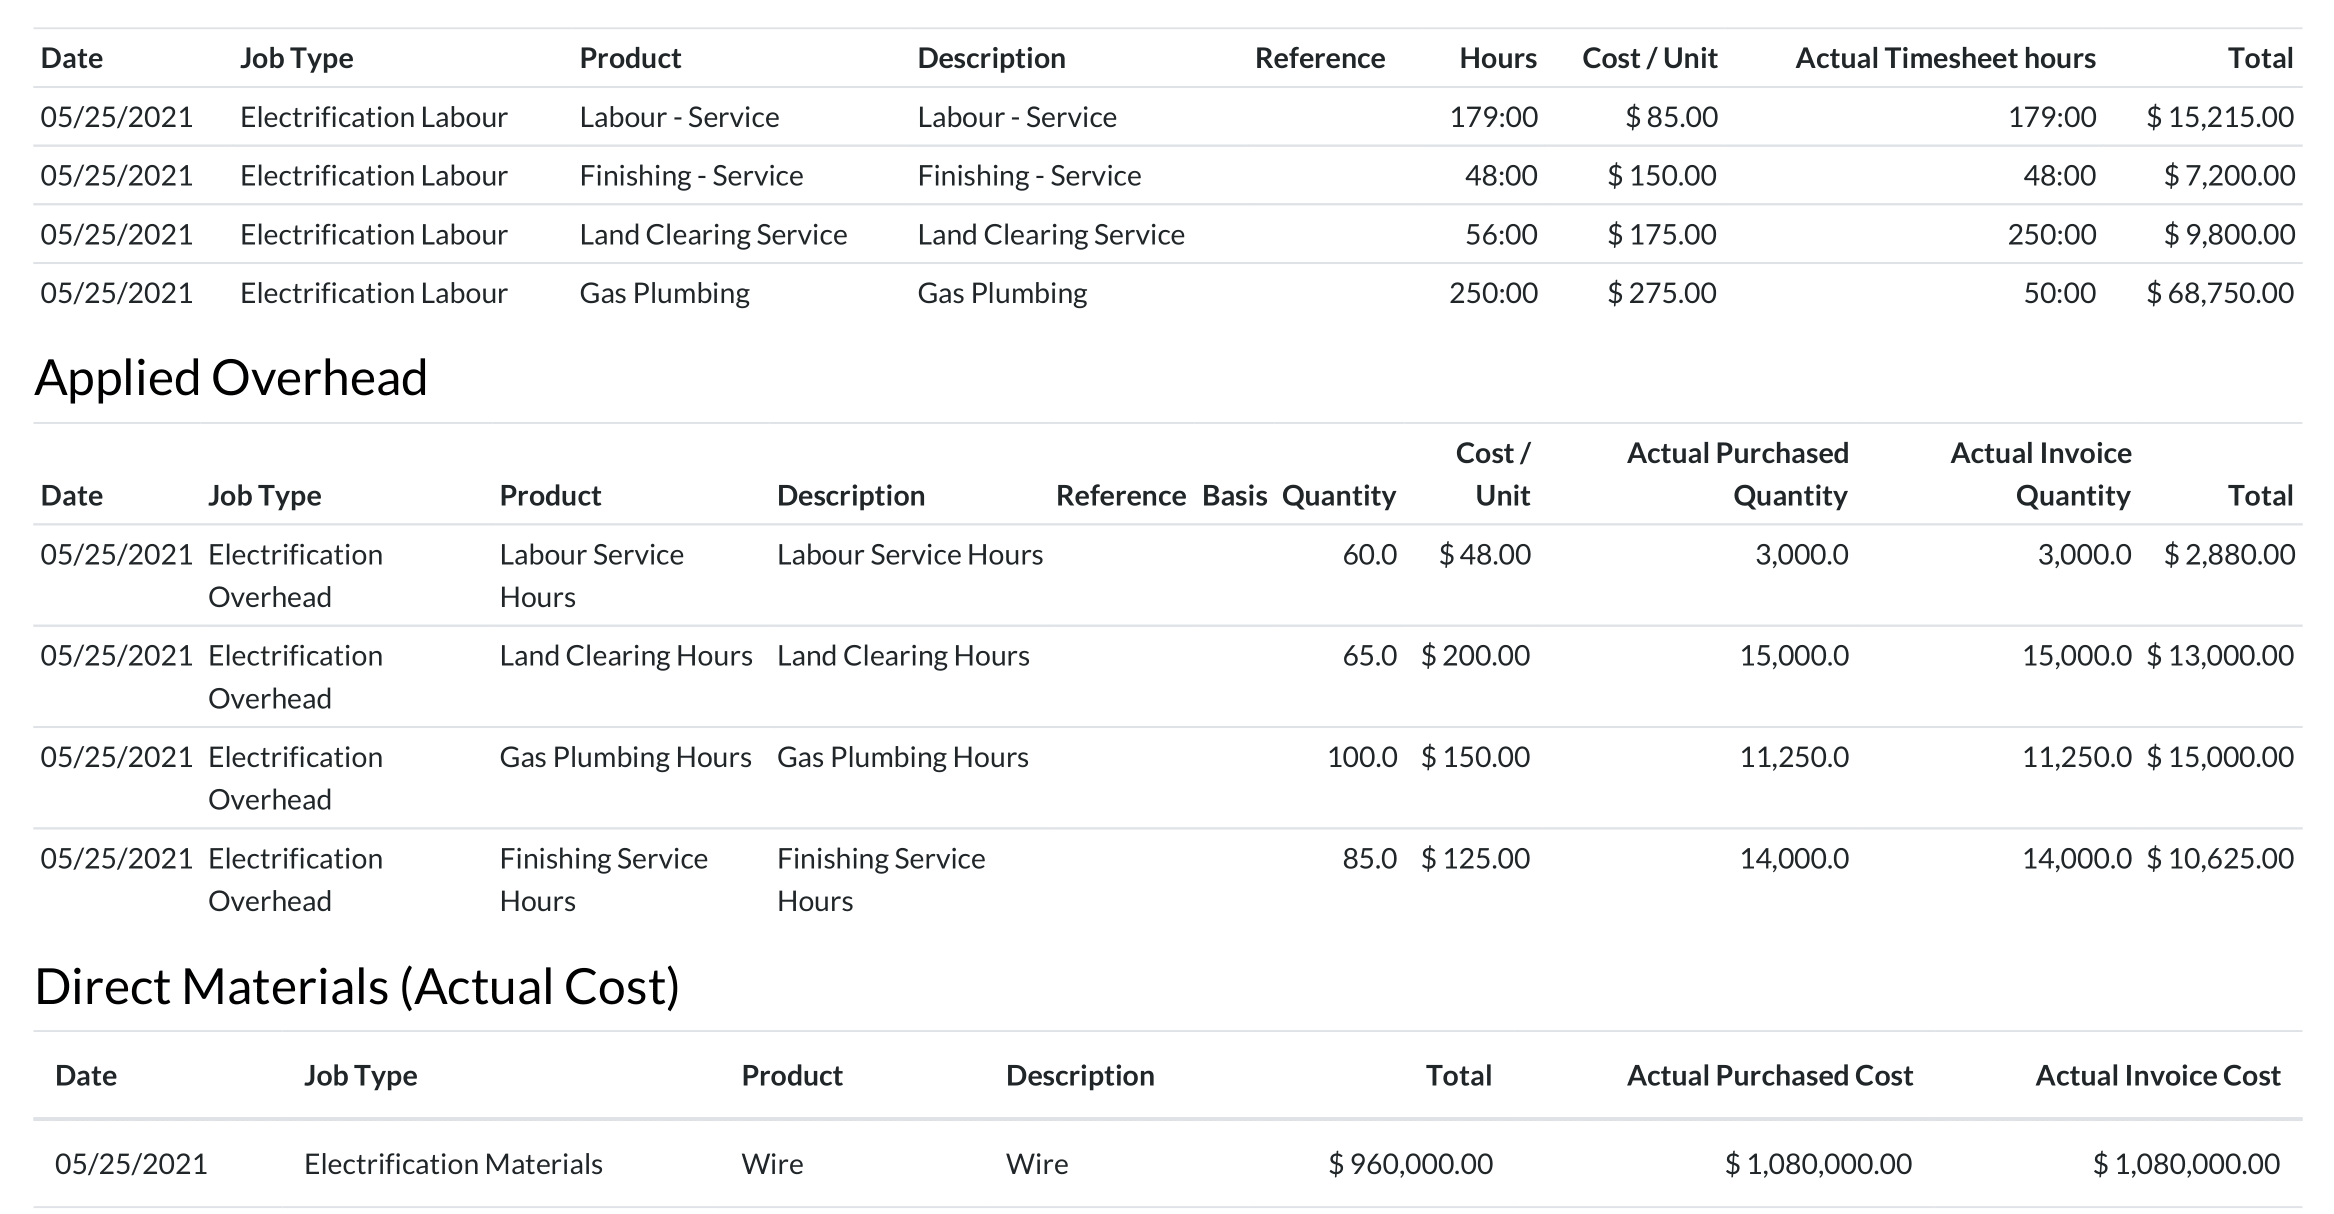 Date Job Type Product Description Reference Hours Cost / Unit Actual Timesheet hours Total
05/25/2021 Electrification Labour Labour - Service Labour - Service 179:00 $ 85.00 179:00 $ 15,215.00
05/25/2021 Electrification Labour Finishing - Service Finishing - Service 48:00 $ 150.00 48:00 $ 7,200.00
05/25/2021 Electrification Labour Land Clearing Service Land Clearing Service 56:00 $ 175.00 250:00 $ 9,800.00
05/25/2021 Electrification Labour Gas Plumbing Gas Plumbing 250:00 $ 275.00 50:00 $ 68,750.00
Applied Overhead
Cost / Actual Purchased Actual Invoice
Date Job Type Product Description Reference Basis Quantity Unit Quantity Quantity Total
05/25/2021 Electrification Labour Service Labour Service Hours 60.0 $ 48.00 3,000.0 3,000.0 $ 2,880.00
Overhead Hours
05/25/2021 Electrification Land Clearing Hours Land Clearing Hours 65.0 $ 200.00 15,000.0 15,000.0 $ 13,000.00
Overhead
05/25/2021 Electrification Gas Plumbing Hours Gas Plumbing Hours 100.0 $ 150.00 11,250.0 11,250.0 $ 15,000.00
Overhead
05/25/2021 Electrification Finishing Service Finishing Service 85.0 $ 125.00 14,000.0 14,000.0 $ 10,625.00
Overhead Hours Hours
Direct Materials (Actual Cost)
Date Job Type Product Description Total Actual Purchased Cost Actual Invoice Cost
05/25/2021 Electrification Materials Wire Wire $ 960,000.00 $ 1,080,000.00 $ 1,080,000.00